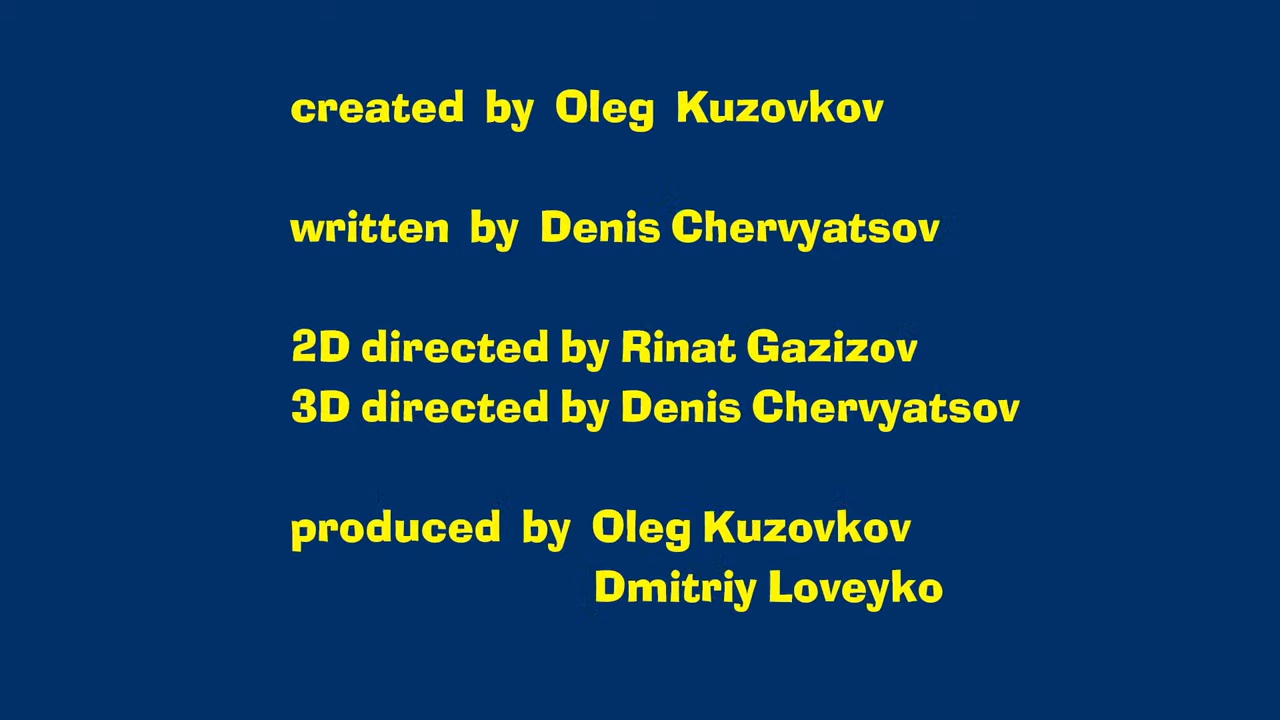 created by Oleg Kuzovkov
written by Denis Chervyatsov
2D directed by Rinat Gazizov
3D directed by Denis Chervyatsov
produced by Oleg Kuzovkov
Dmitriy Loveyko